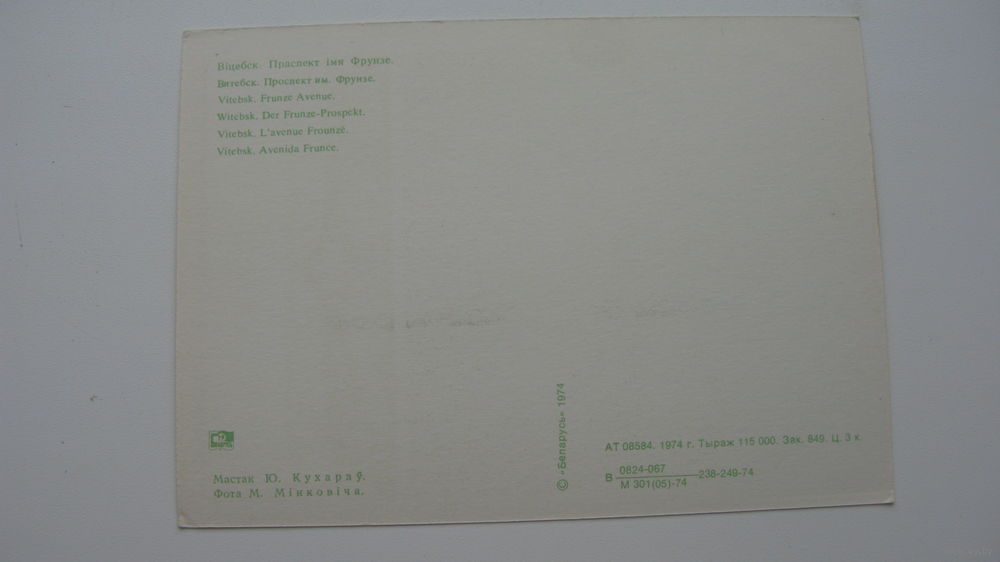 Віцебск. Праспект імя Фрунзе.
Витебск. Проспект им. Фрунзе.
Vitebsk. Frunze Avenue.
Witebsk. Der Frunze-Prospekt.
Vitebsk. L'avenue Frounzé.
Vitebsk. Avenida Frunce.
Мастак Ю. Кухараў.
Фота М. Мінковіча.
© «Беларусь» 1974
АТ 08584. 1974 г. Тыраж 115 000. Зак. 849. Ц. 3 к.
В 0824-067 238-249-74
М 301(05)-74